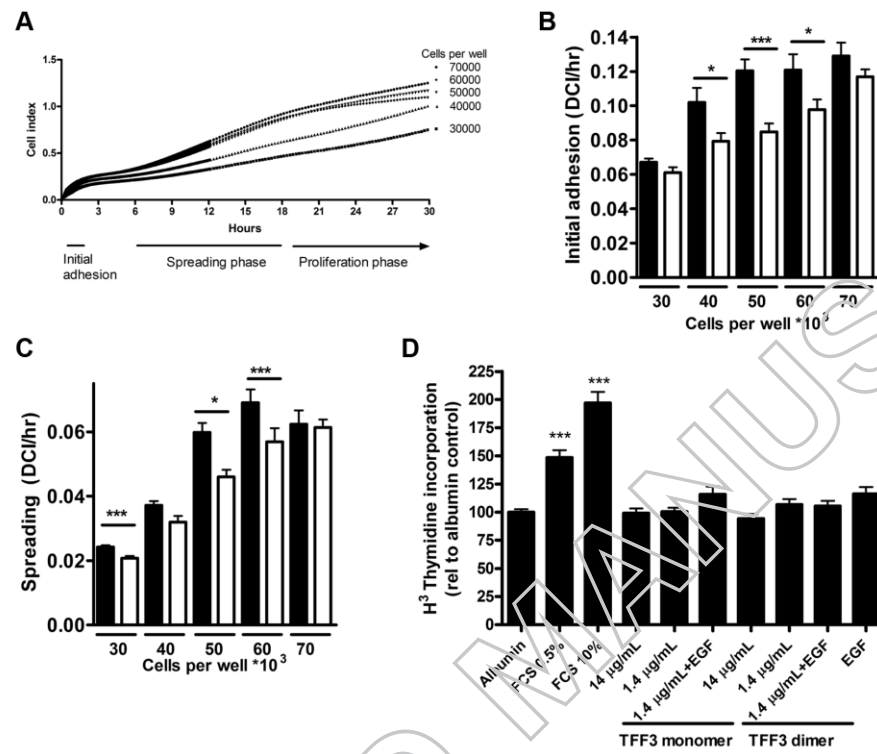 A
Cells per well
70000
60000
50000
40000
30000
1.5
1.0
0.5
0.0
Cell index
0 3 6 9 12 15 18 21 24 27 30
Hours
Initial adhesion
Spreading phase
Proliferation phase
B
Initial adhesion (DCI/hr)
0.14
0.12
0.10
0.08
0.06
0.04
0.02
0.00
* *** *
30 40 50 60 70
Cells per well *10³
C
Spreading (DCI/hr)
0.06
0.04
0.02
0.00
*** * ***
30 40 50 60 70
Cells per well *10³
D
H³ Thymidine incorporation
(rel to albumin control)
225
200
175
150
125
100
75
50
25
0
*** ***
Albumin
FCS 0.5%
FCS 10%
14 µg/mL
1.4 µg/mL
1.4 µg/mL+EGF
14 µg/mL
1.4 µg/mL
1.4 µg/mL+EGF
EGF
TFF3 monomer
TFF3 dimer
MANUS